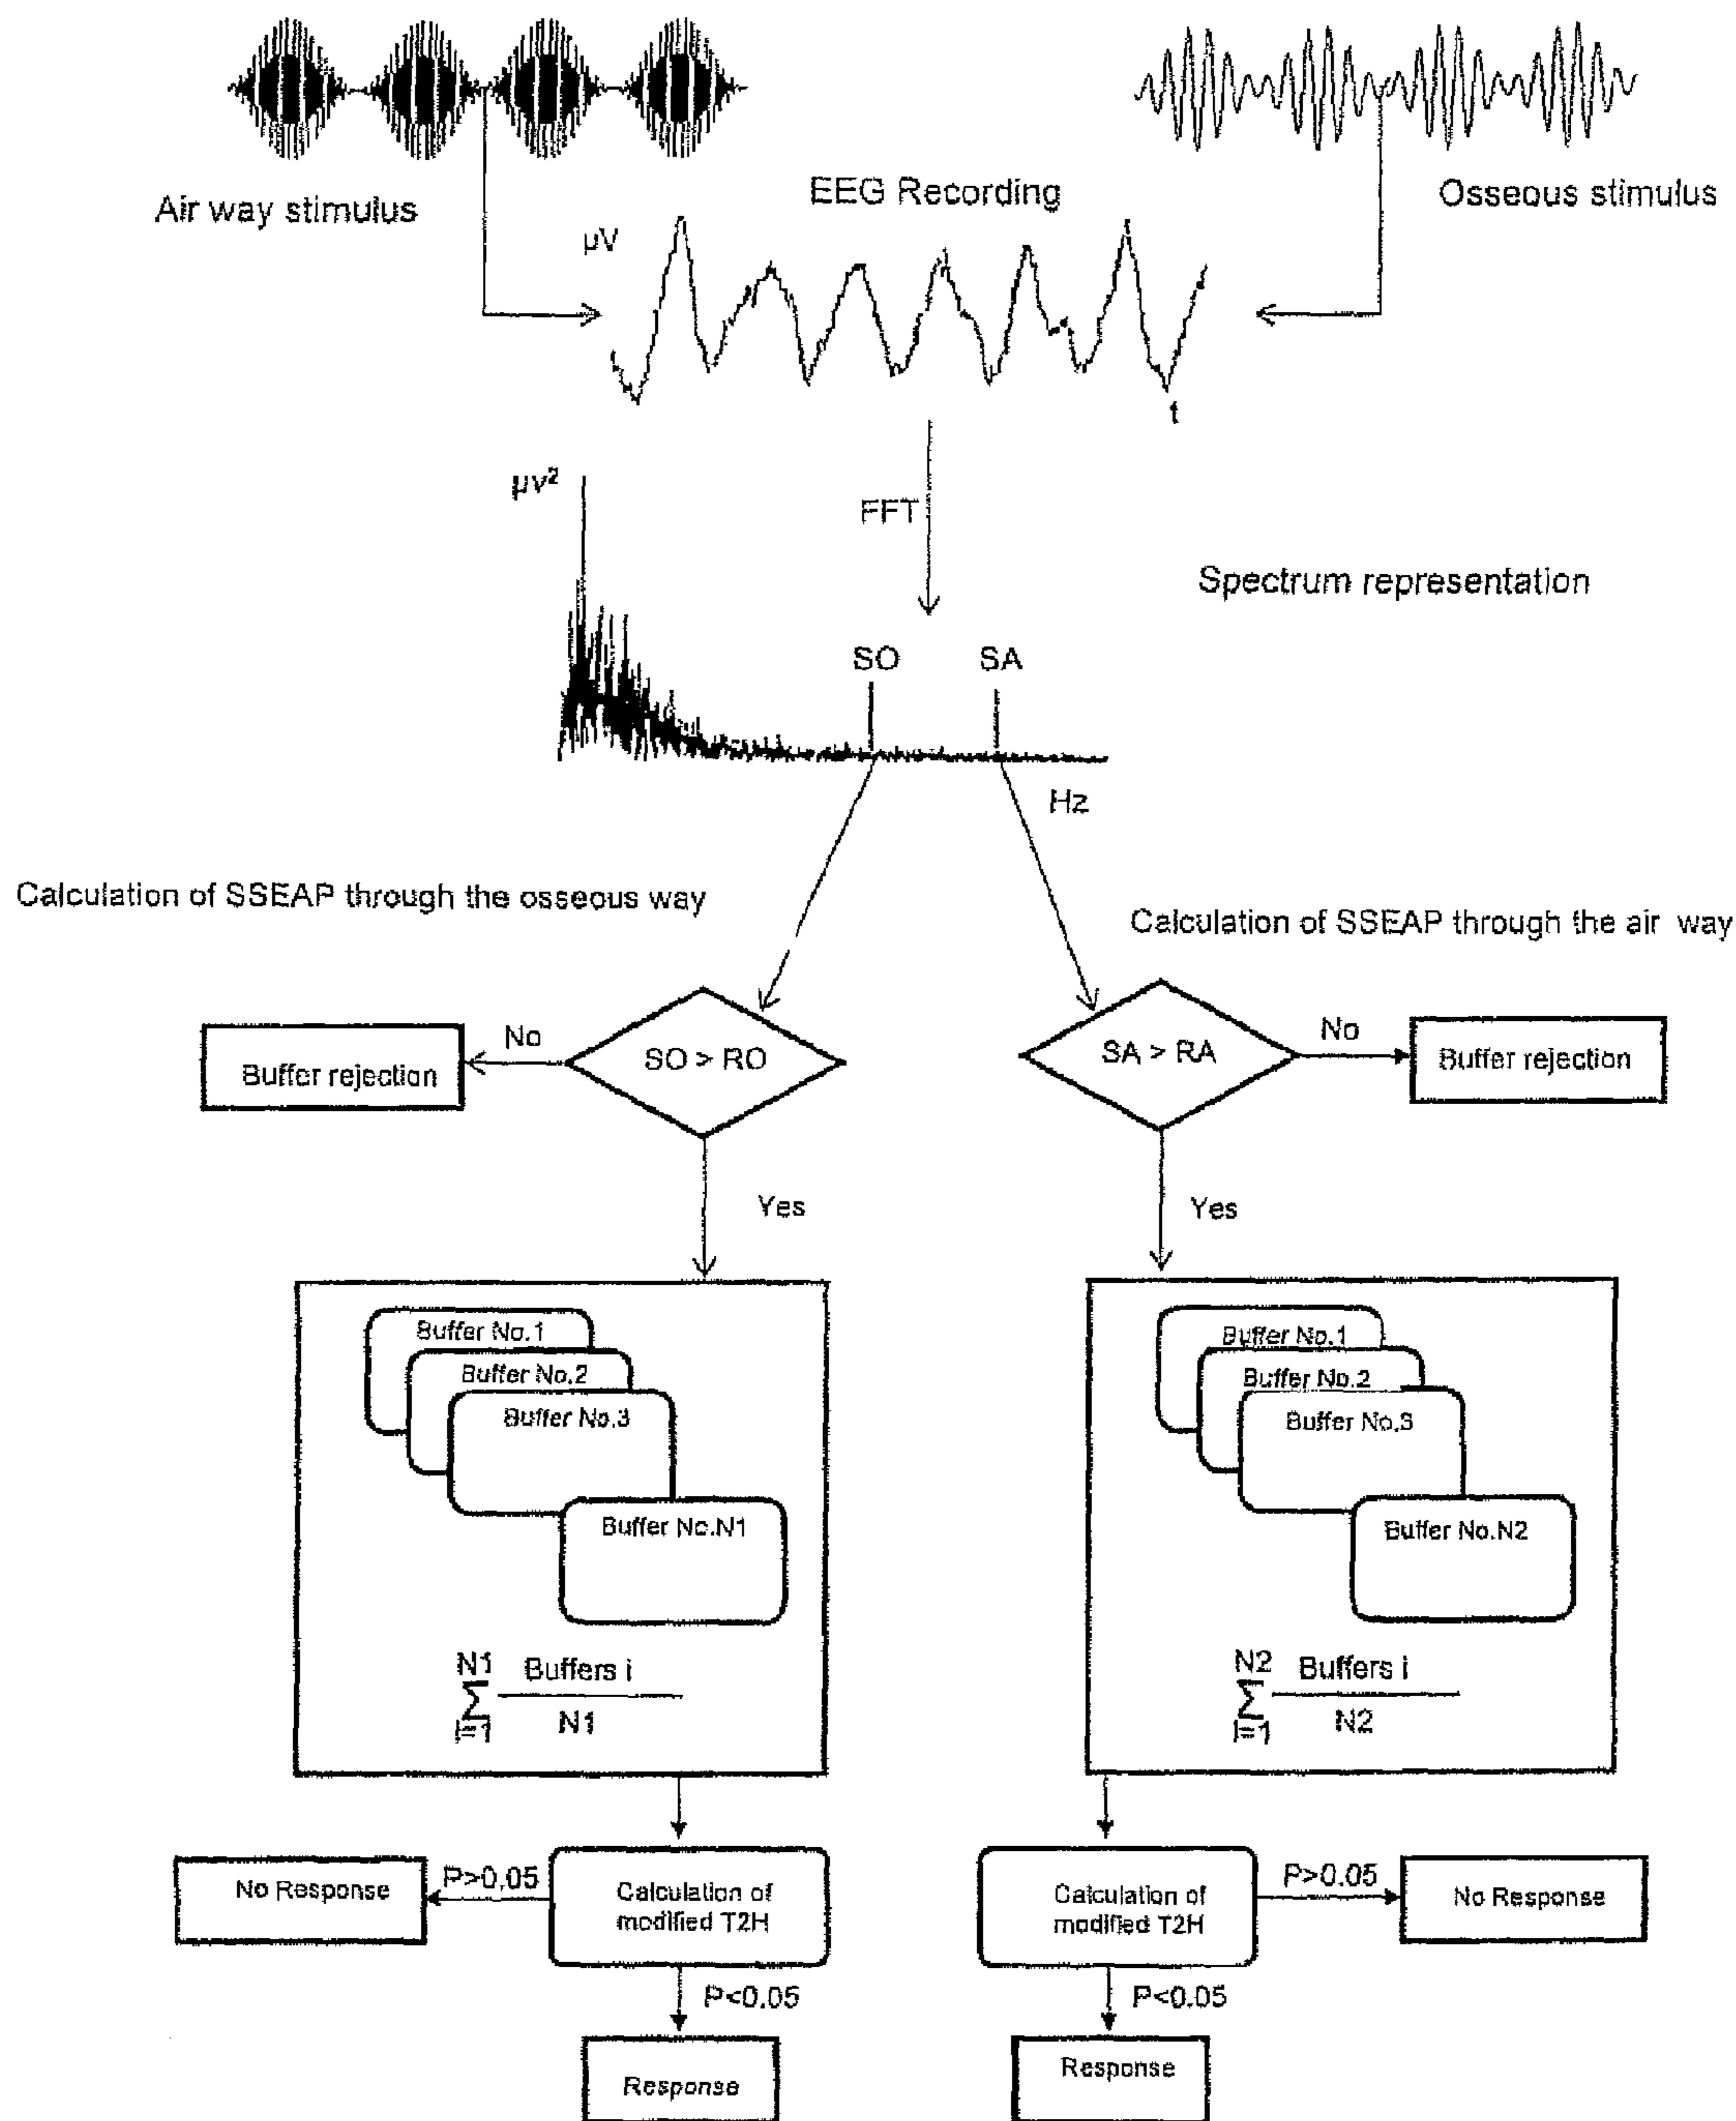 Air way stimulus
EEG Recording
Osseous stimulus
μV
t
μv²
FFT
Spectrum representation
SO
SA
Hz
Calculation of SSEAP through the osseous way
Calculation of SSEAP through the air way
No
Buffer rejection
SO > RO
SA > RA
No
Buffer rejection
Yes
Yes
Buffer No.1
Buffer No.2
Buffer No.3
Buffer No.N1
N1
Σ
i=1
Buffers i
N1
Buffer No.1
Buffer No.2
Buffer No.3
Buffer No.N2
N2
Σ
i=1
Buffers i
N2
No Response
P>0,05
Calculation of
modified T2H
Calculation of
modified T2H
P>0.05
No Response
P<0.05
P<0.05
Response
Response